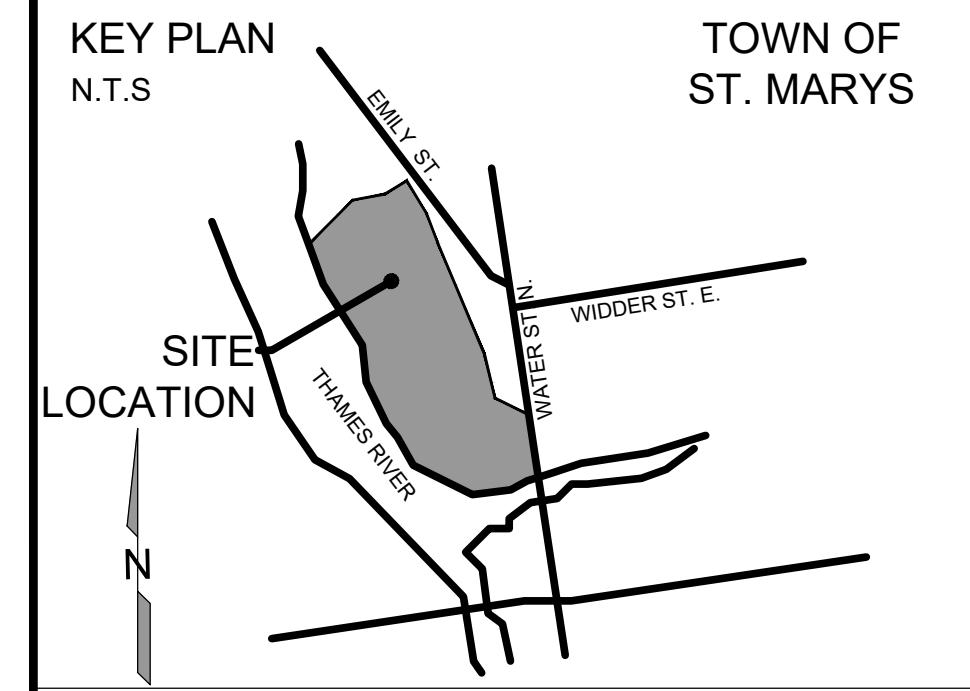 KEY PLAN
N.T.S
TOWN OF
ST. MARYS
EMILY ST.
WIDDER ST. E.
WATER ST N.
SITE
LOCATION
THAMES RIVER
N